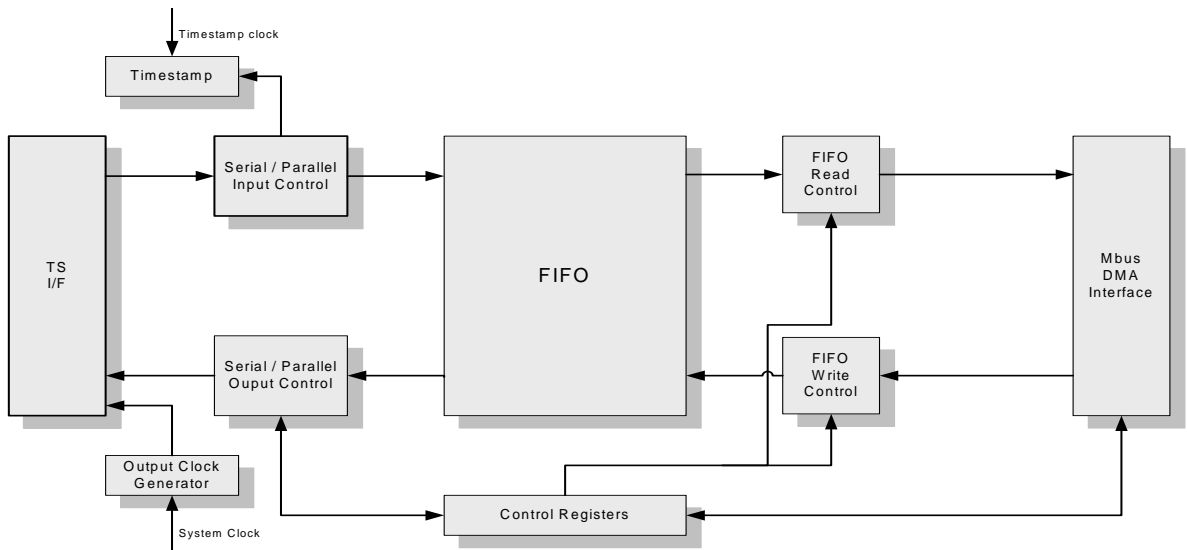 Timestamp clock
Timestamp
Serial / Parallel
Input Control
FIFO
Read
Control
TS
I/F
FIFO
Mbus
DMA
Interface
Serial / Parallel
Ouput Control
FIFO
Write
Control
Output Clock
Generator
Control Registers
System Clock